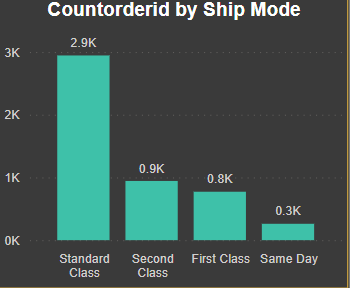 Countorderid by Ship Mode
3K
2.9K
2K
1K
0.9K
0.8K
0.3K
0K
Standard
Class
Second
Class
First Class
Same Day